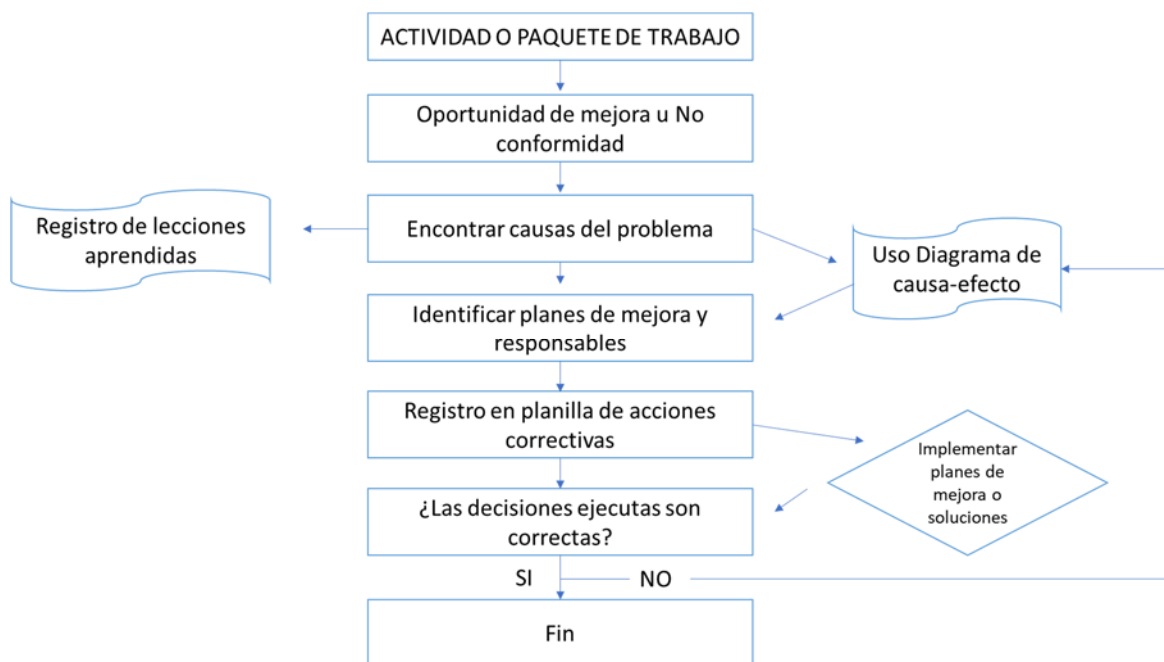 ACTIVIDAD O PAQUETE DE TRABAJO
Oportunidad de mejora u No
conformidad
Encontrar causas del problema
Registro de lecciones
aprendidas
Uso Diagrama de
causa-efecto
Identificar planes de mejora y
responsables
Registro en planilla de acciones
correctivas
Implementar
planes de
mejora o
soluciones
¿Las decisiones ejecutas son
correctas?
SI
NO
Fin